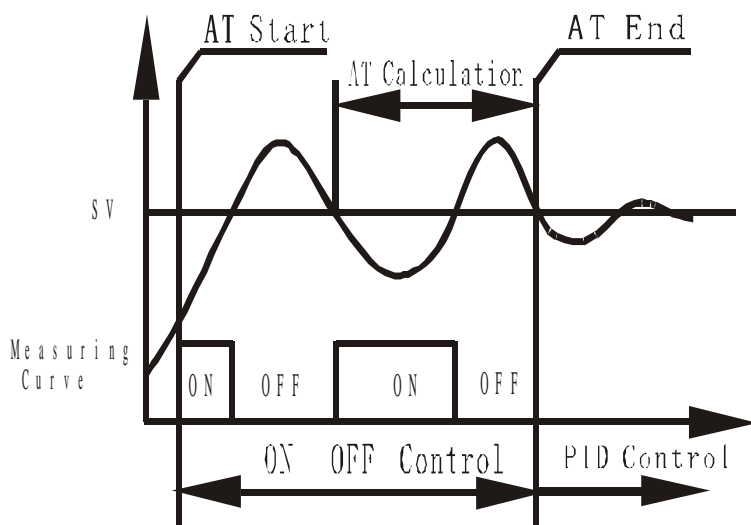 AT Start
AT End
AT Calculation
SV
Measuring
Curve
ON
OFF
ON
OFF
ON OFF Control
PID Control